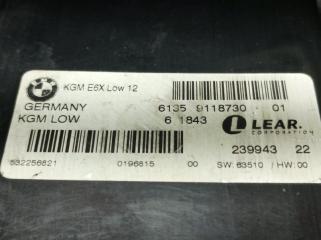 BMW
KGM E6X Low 12
GERMANY 6135 9118730 01
KGM LOW 6 1843 LEAR.
CORPORATION
239943 22
532256821 0196815 00 SW: 63510 / HW: 00